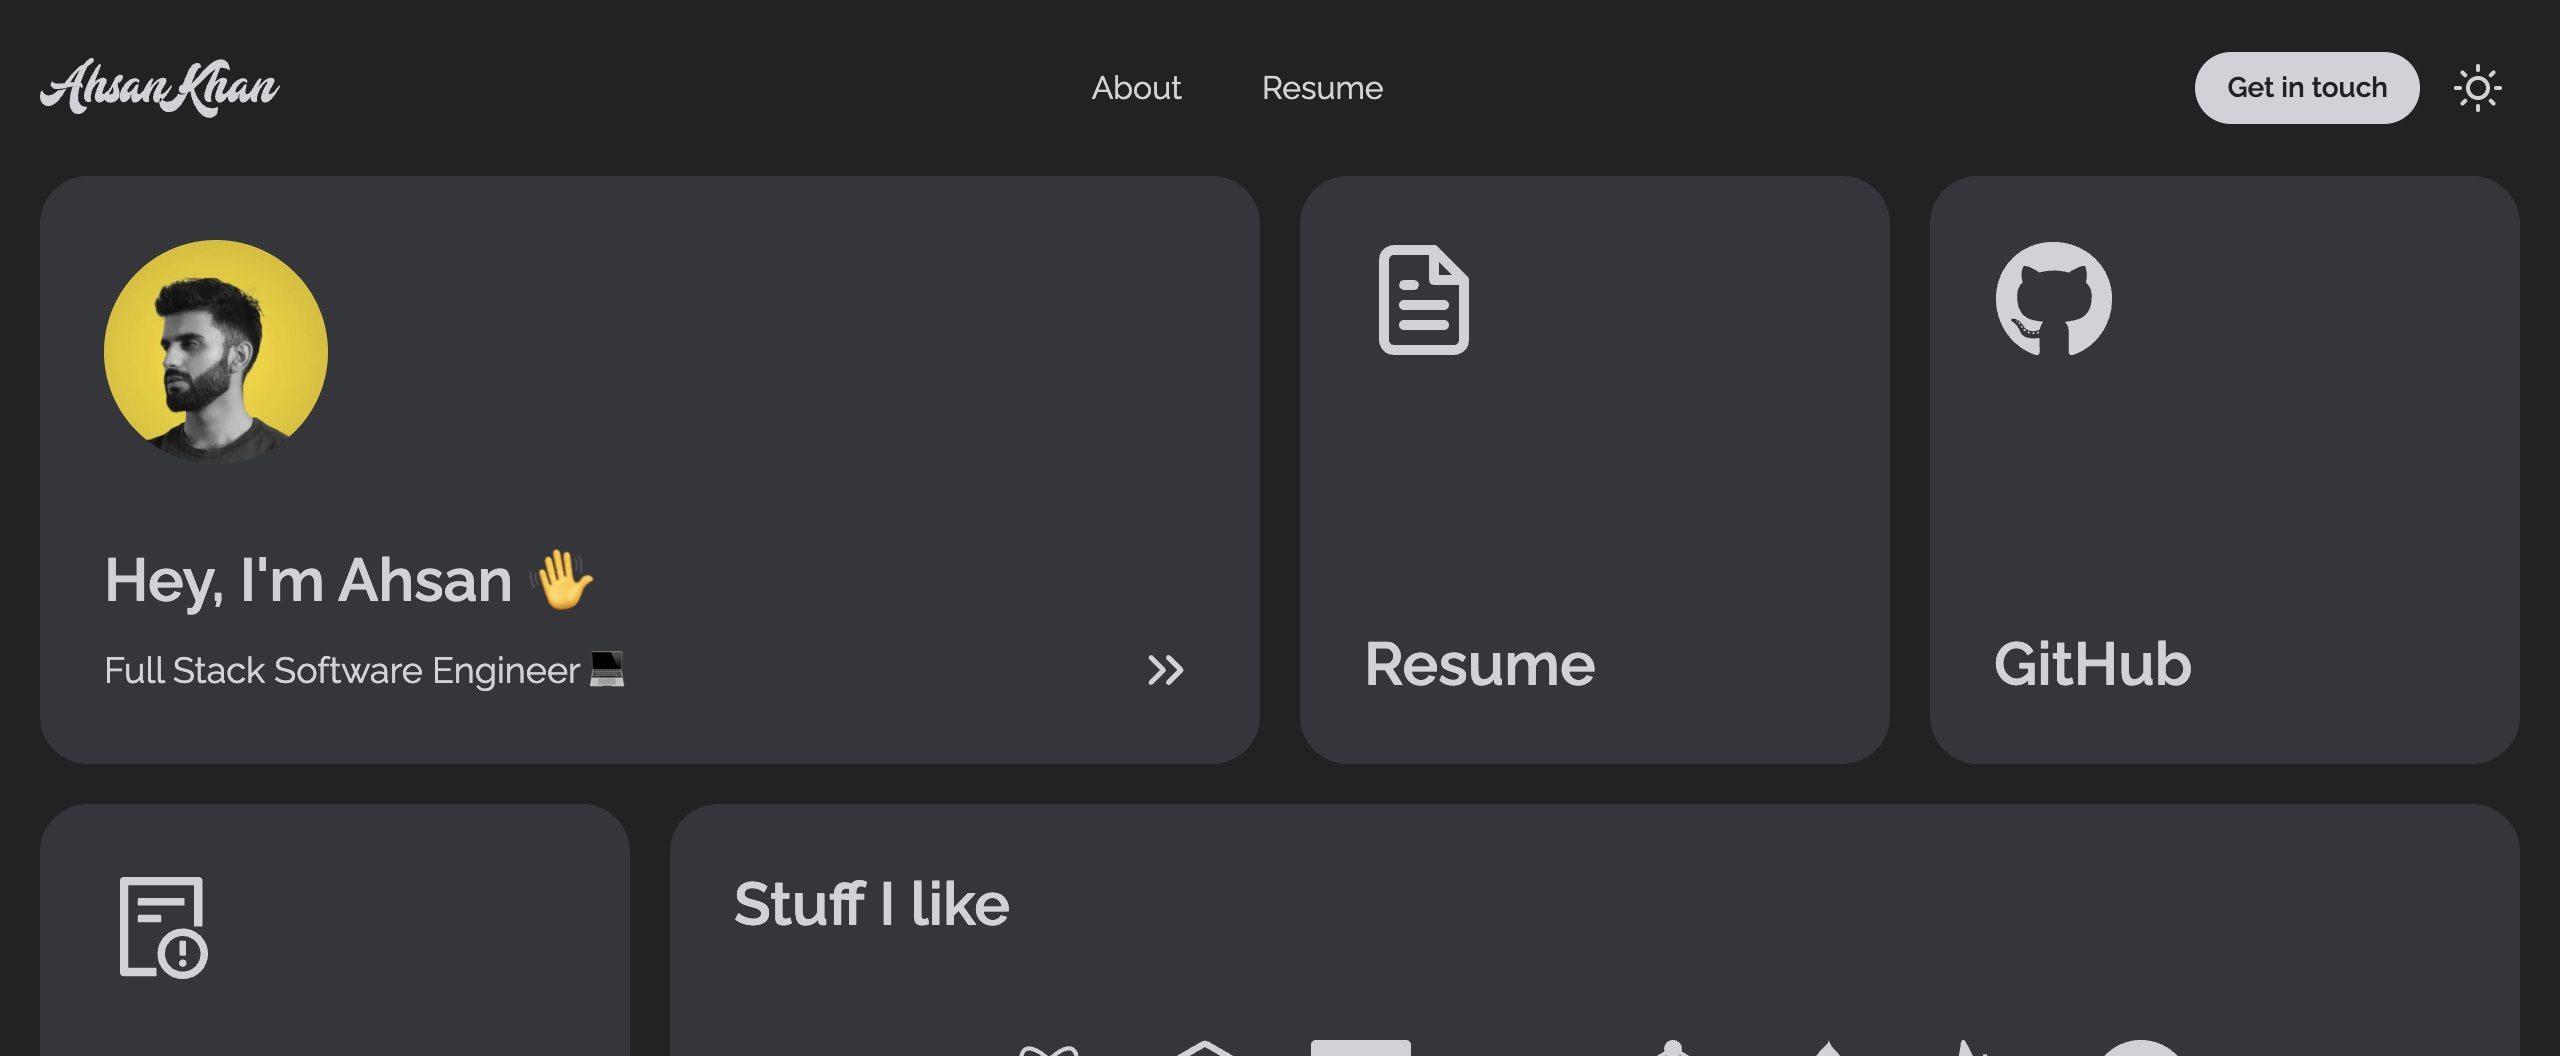 Ahsan Khan
About
Resume
Get in touch
Hey, I'm Ahsan 👋
Full Stack Software Engineer 💻
Resume
GitHub
Stuff I like